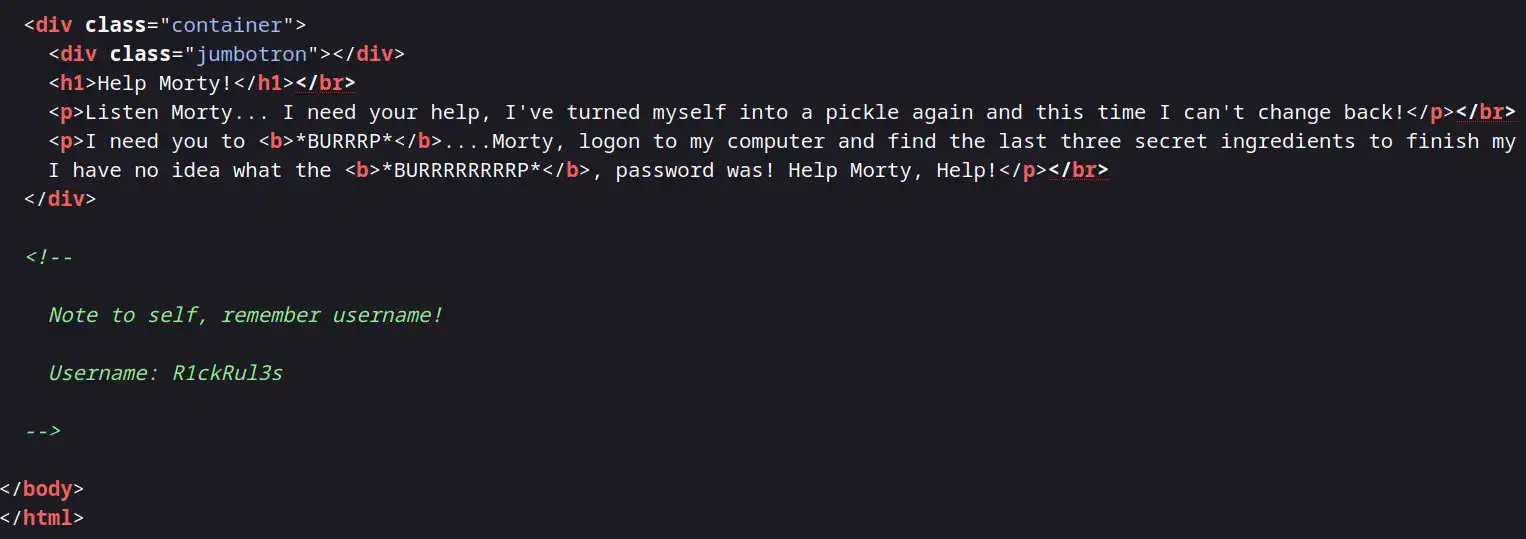 <div class="container">
<div class="jumbotron"></div>
<h1>Help Morty!</h1></br>
<p>Listen Morty... I need your help, I've turned myself into a pickle again and this time I can't change back!</p></br>
<p>I need you to <b>*BURRRP*</b>....Morty, logon to my computer and find the last three secret ingredients to finish my
I have no idea what the <b>*BURRRRRRRRP*</b>, password was! Help Morty, Help!</p></br>
</div>
<!--
Note to self, remember username!
Username: R1ckRul3s
-->
</body>
</html>